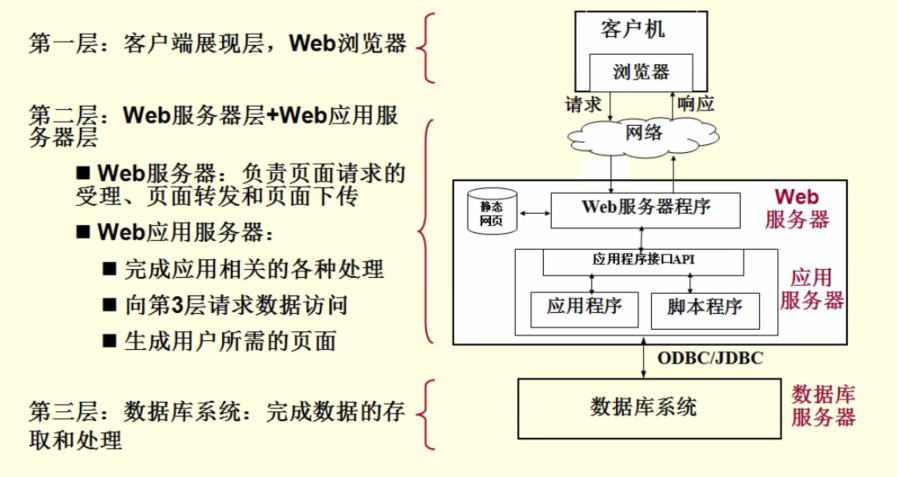 第一层：客户端展现层，Web浏览器
第二层：Web服务器层+Web应用服
务器层
■ Web服务器：负责页面请求的
受理、页面转发和页面下传
■ Web应用服务器：
■ 完成应用相关的各种处理
■ 向第3层请求数据访问
■ 生成用户所需的页面
第三层：数据库系统：完成数据的存
取和处理
客户机
浏览器
请求
响应
网络
静态
网页
Web服务器程序
Web
服务器
应用程序接口API
应用程序
脚本程序
应用
服务器
ODBC/JDBC
数据库系统
数据库
服务器